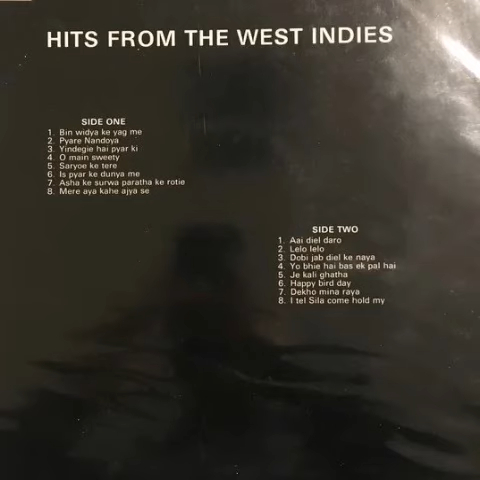 HITS FROM THE WEST INDIES
SIDE ONE
1. Bin widya ke yag me
2. Pyare Nandoya
3. Yindegie hai pyar ki
4. O main sweety
5. Saryoe ke tere
6. Is pyar ke dunya me
7. Asha ke surwa paratha ke rotie
8. Mere aya kahe ajya se
SIDE TWO
1. Aai diel daro
2. Lelo lelo
3. Dobi jab diel ke naya
4. Yo bhie hai bas ek pal hai
5. Je kali ghatha
6. Happy bird day
7. Dekho mina raya
8. I tel Sila come hold my